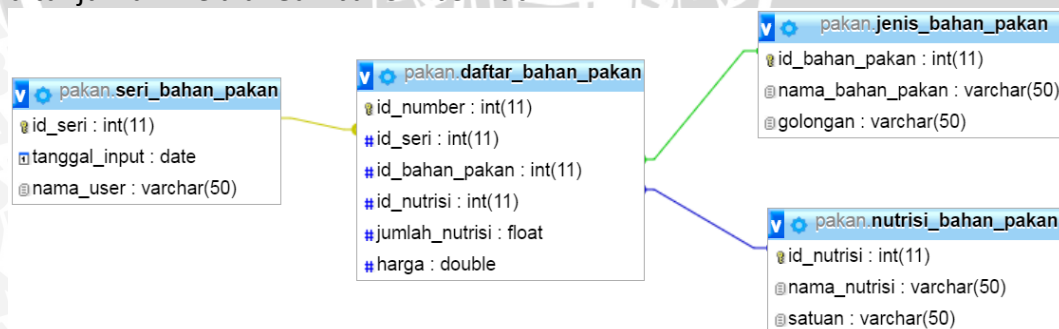 pakan.seri_bahan_pakan
id_seri : int(11)
tanggal_input : date
nama_user : varchar(50)
pakan.daftar_bahan_pakan
id_number : int(11)
#id_seri : int(11)
#id_bahan_pakan : int(11)
#id_nutrisi : int(11)
#jumlah_nutrisi : float
#harga : double
pakan.jenis_bahan_pakan
id_bahan_pakan : int(11)
nama_bahan_pakan : varchar(50)
golongan : varchar(50)
pakan.nutrisi_bahan_pakan
id_nutrisi : int(11)
nama_nutrisi : varchar(50)
satuan : varchar(50)